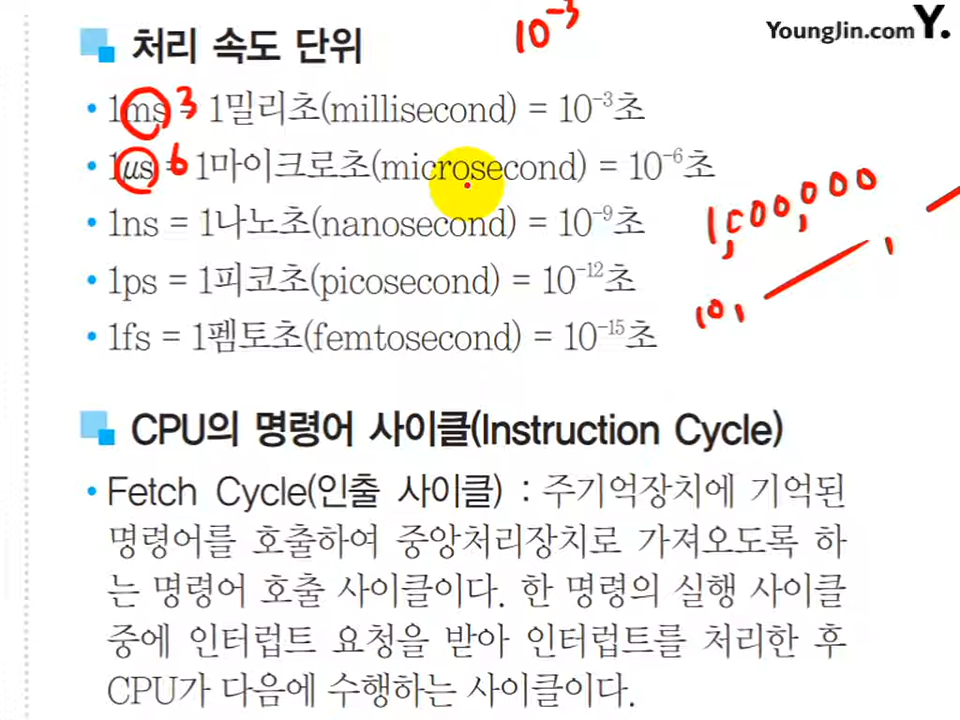 10-3
YoungJin.com Y.
처리 속도 단위
• 1ms = 1밀리초(millisecond) = 10-3초
3
• 1μs = 1마이크로초(microsecond) = 10-6초
6
1,000,000
• 1ns = 1나노초(nanosecond) = 10-9초
• 1ps = 1피코초(picosecond) = 10-12초
10,
• 1fs = 1펨토초(femtosecond) = 10-15초
CPU의 명령어 사이클(Instruction Cycle)
• Fetch Cycle(인출 사이클) : 주기억장치에 기억된
명령어를 호출하여 중앙처리장치로 가져오도록 하
는 명령어 호출 사이클이다. 한 명령의 실행 사이클
중에 인터럽트 요청을 받아 인터럽트를 처리한 후
CPU가 다음에 수행하는 사이클이다.